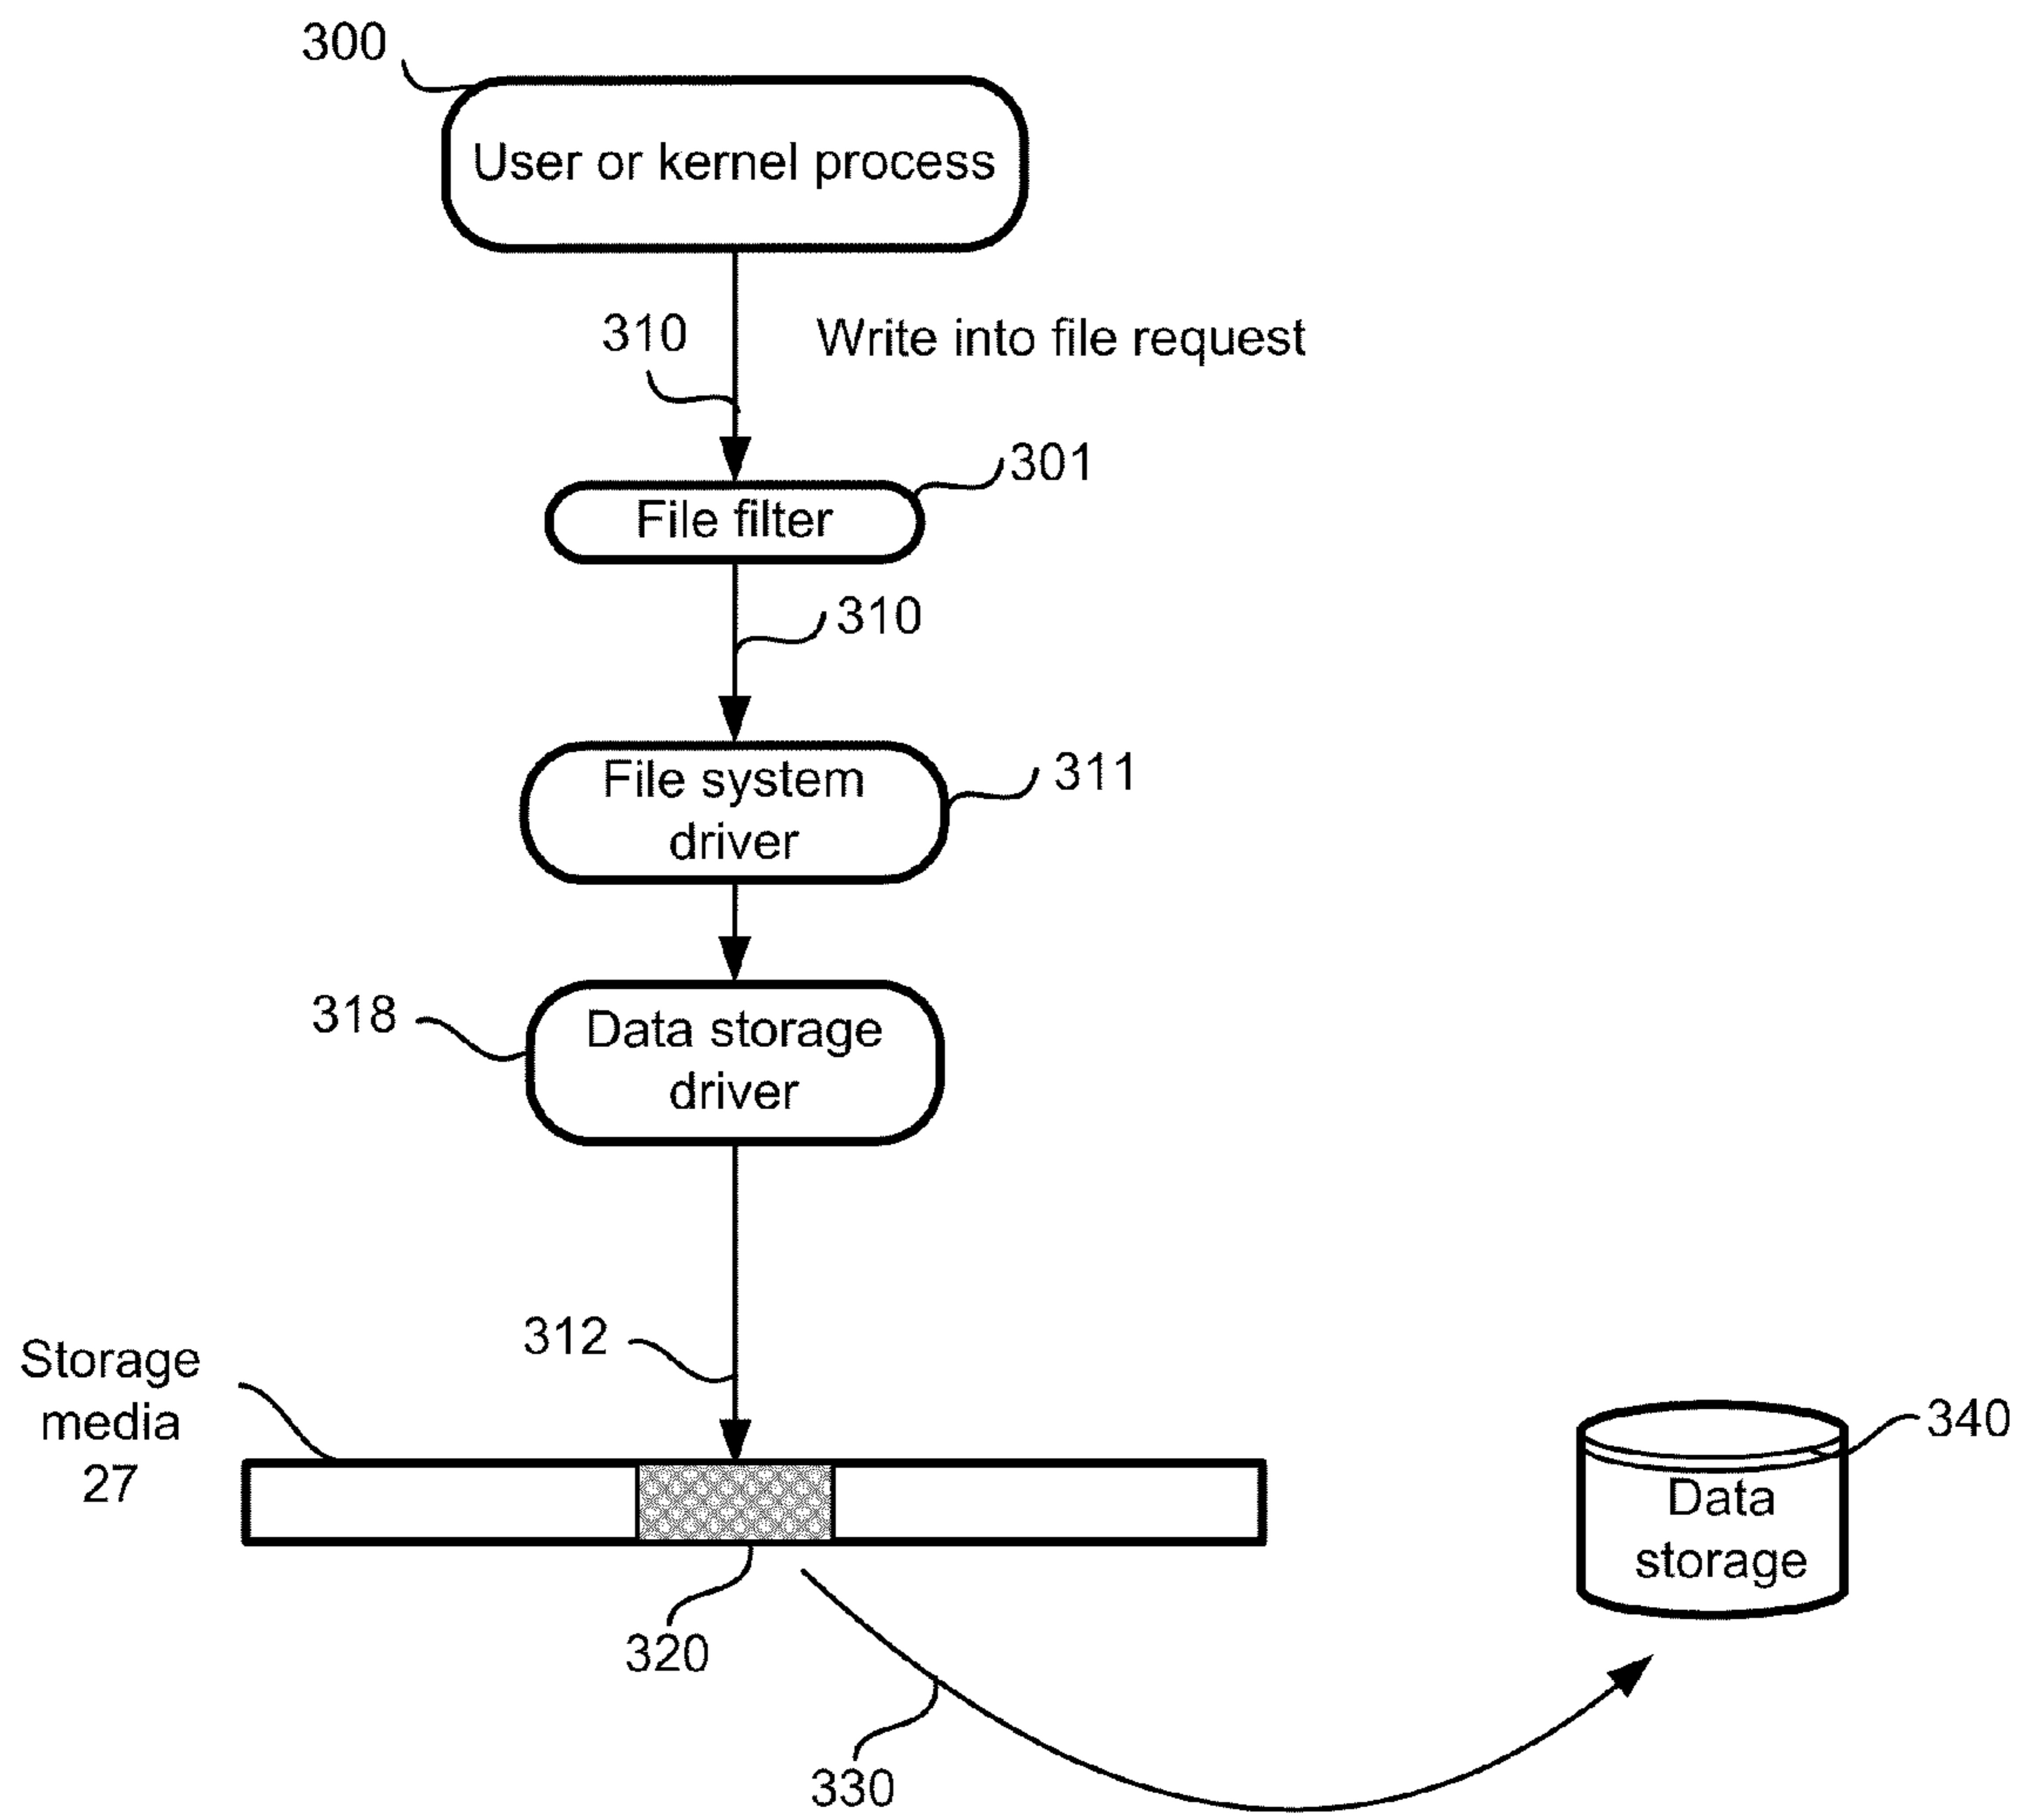 300
User or kernel process
310
Write into file request
301
File filter
310
File system
driver
311
318
Data storage
driver
312
Storage
media
27
340
Data
storage
320
330